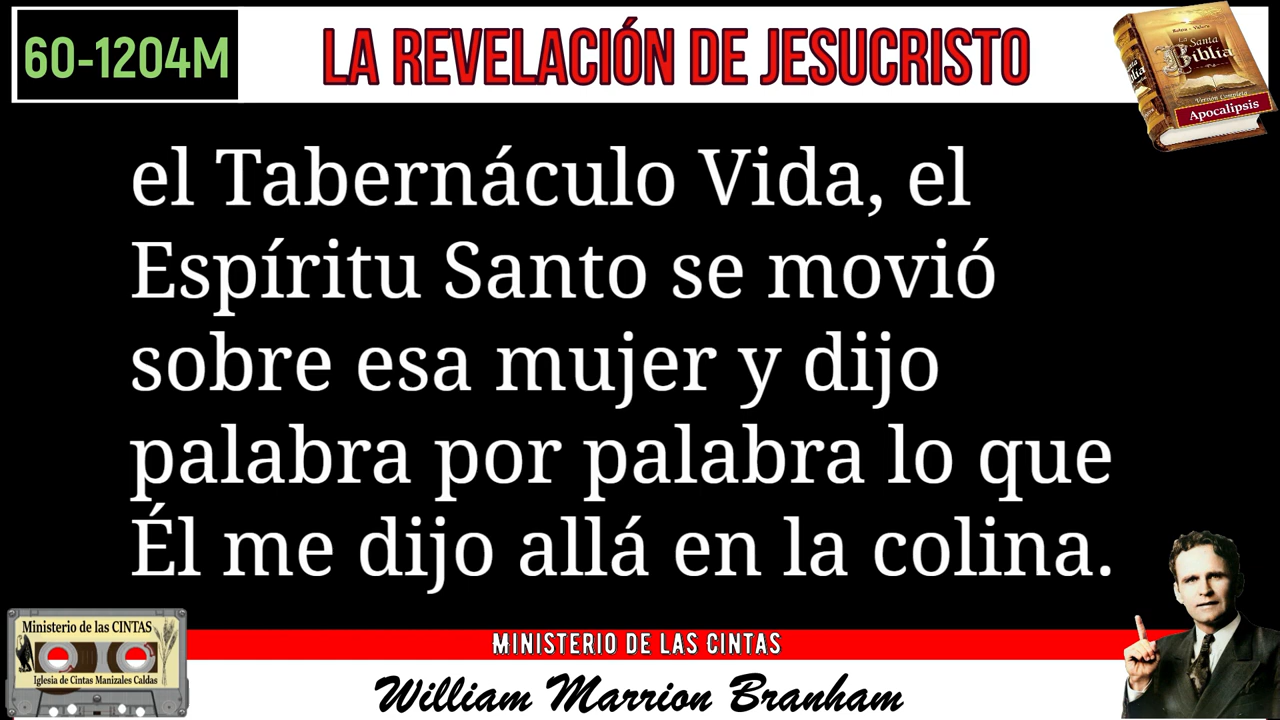 60-1204M
LA REVELACIÓN DE JESUCRISTO
La Santa
Biblia
Versión Completa
Apocalipsis
el Tabernáculo Vida, el
Espíritu Santo se movió
sobre esa mujer y dijo
palabra por palabra lo que
Él me dijo allá en la colina.
Ministerio de las CINTAS
Iglesia de Cintas Manizales Caldas
MINISTERIO DE LAS CINTAS
William Marrion Branham